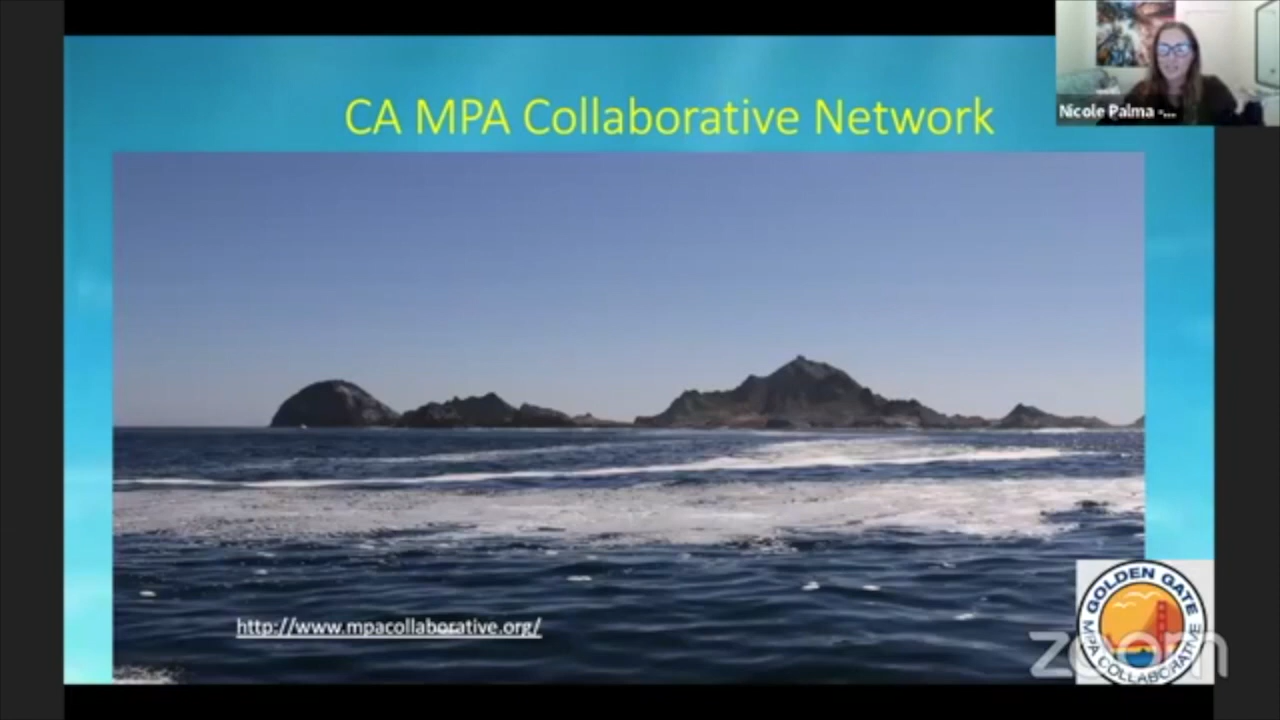 CA MPA Collaborative Network
Nicole Palma -...
http://www.mpacollaborative.org/
GOLDEN GATE
MPA COLLABORATIVE
zoom